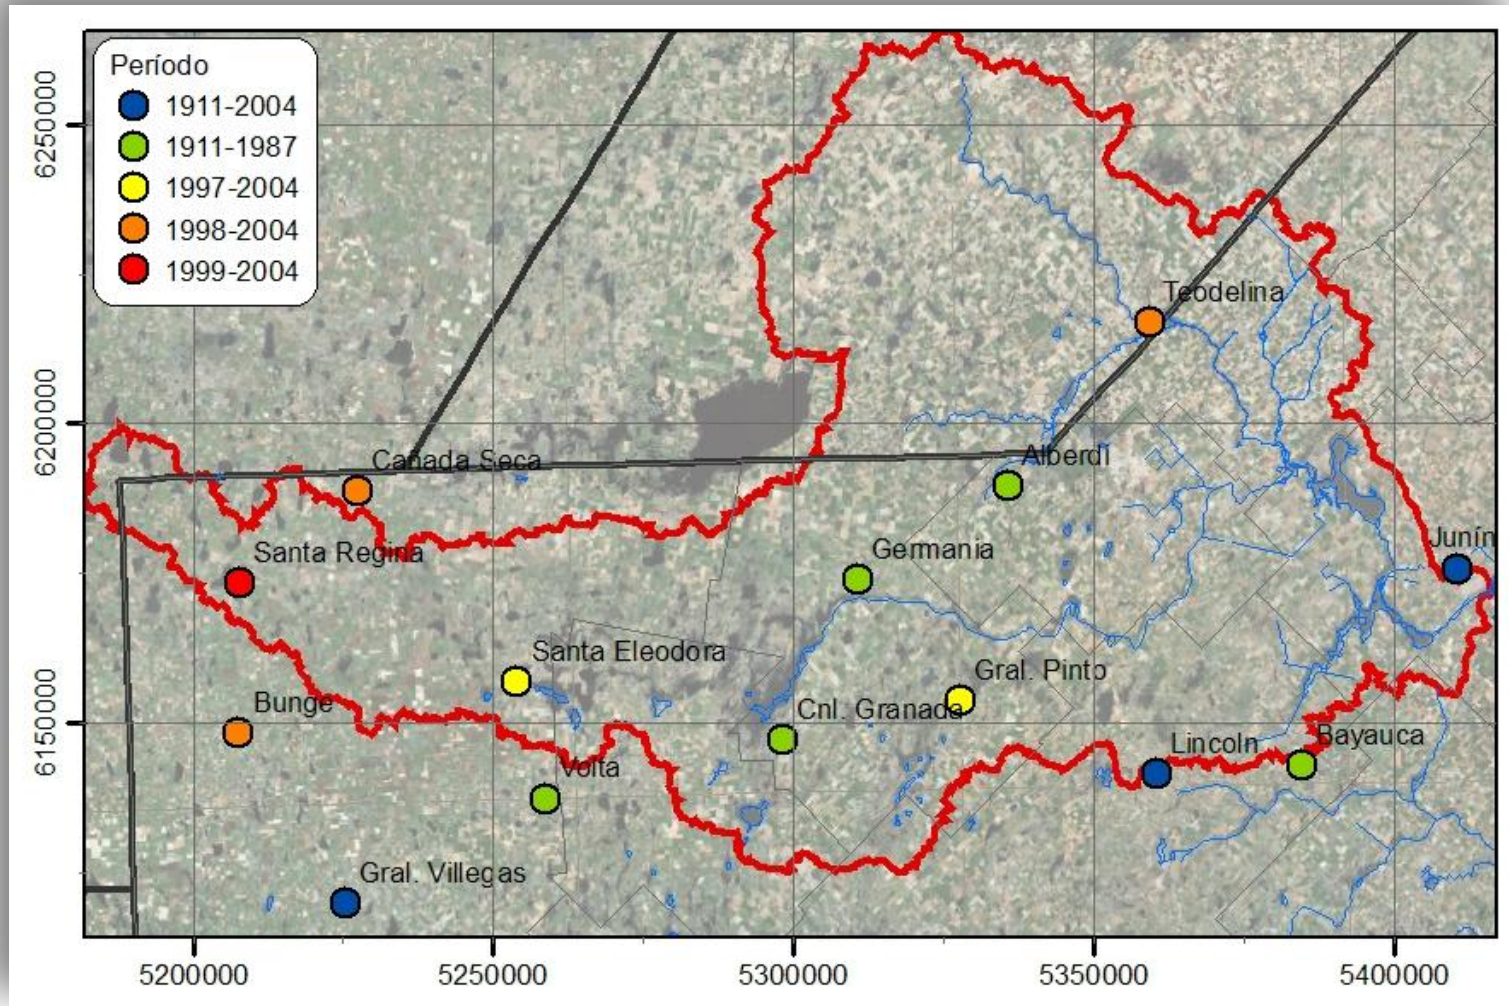 Período
1911-2004
1911-1987
1997-2004
1998-2004
1999-2004
6250000
6200000
6150000
Teodelina
Cañada Seca
Alberdi
Junín
Germania
Santa Regina
Santa Eleodora
Gral. Pinto
Bunge
Cnl. Granada
Lincoln
Bayauca
Volta
Gral. Villegas
5200000
5250000
5300000
5350000
5400000